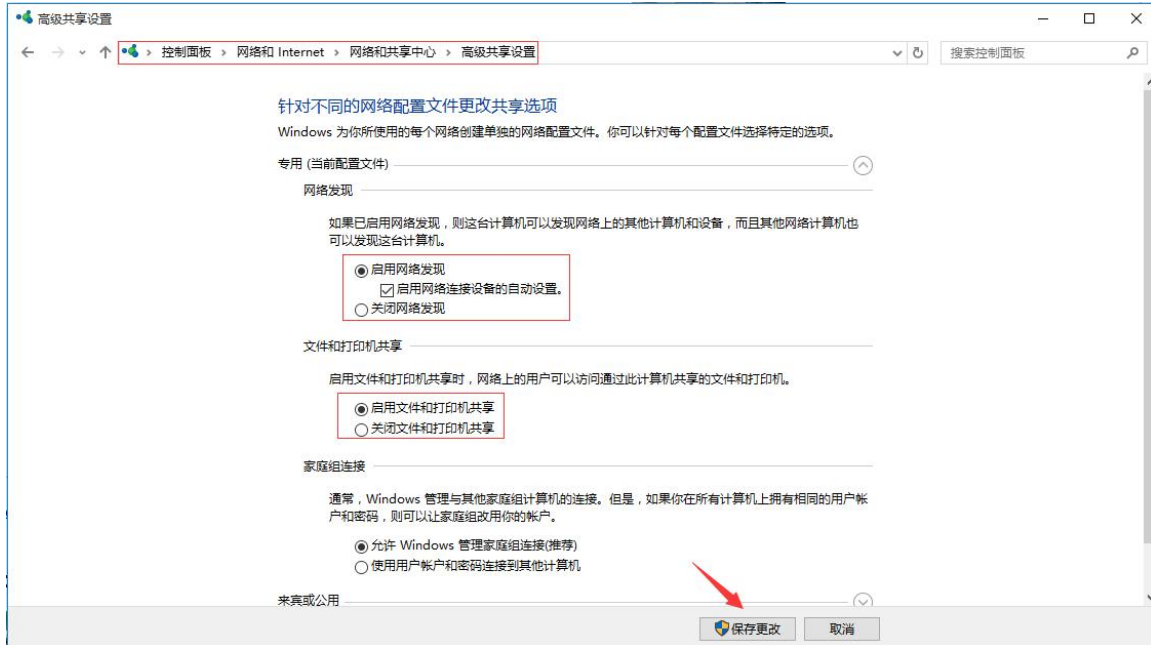 高级共享设置
控制面板 › 网络和 Internet › 网络和共享中心 › 高级共享设置
搜索控制面板
针对不同的网络配置文件更改共享选项
Windows 为你所使用的每个网络创建单独的网络配置文件。你可以针对每个配置文件选择特定的选项。
专用 (当前配置文件)
网络发现
如果已启用网络发现，则这台计算机可以发现网络上的其他计算机和设备，而且其他网络计算机也
可以发现这台计算机。
启用网络发现
启用网络连接设备的自动设置。
关闭网络发现
文件和打印机共享
启用文件和打印机共享时，网络上的用户可以访问通过此计算机共享的文件和打印机。
启用文件和打印机共享
关闭文件和打印机共享
家庭组连接
通常，Windows 管理与其他家庭组计算机的连接。但是，如果你在所有计算机上拥有相同的用户帐
户和密码，则可以让家庭组改用你的帐户。
允许 Windows 管理家庭组连接(推荐)
使用用户帐户和密码连接到其他计算机
来宾或公用
保存更改
取消